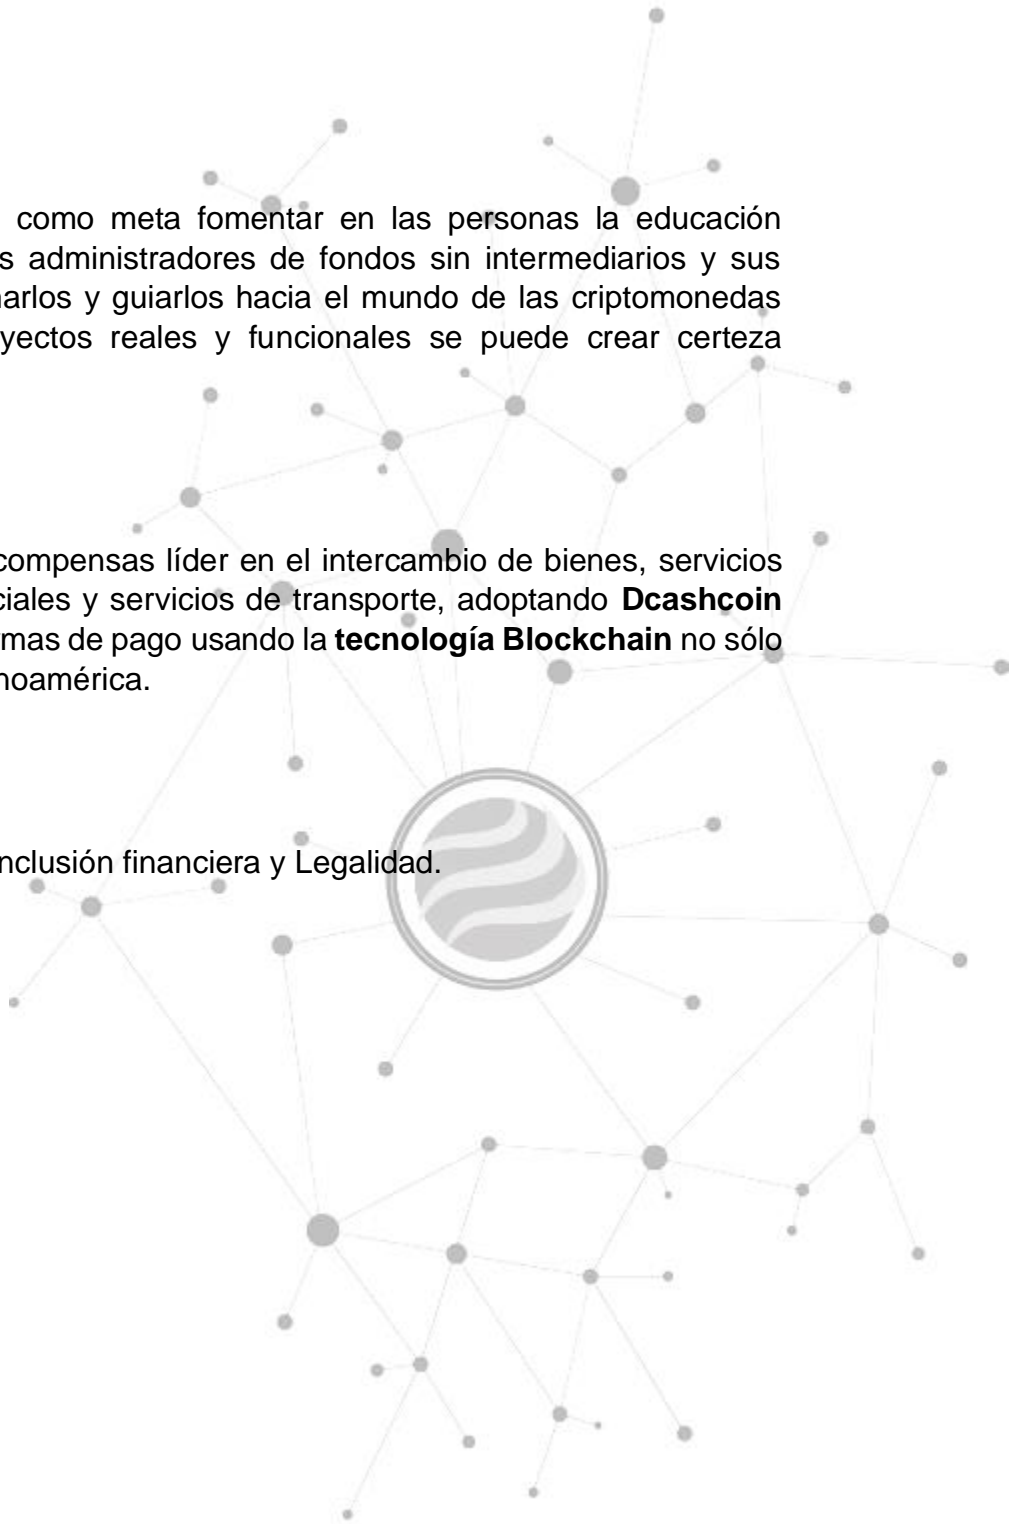 como meta fomentar en las personas la educación
s administradores de fondos sin intermediarios y sus
narlos y guiarlos hacia el mundo de las criptomonedas
yectos reales y funcionales se puede crear certeza
compensas líder en el intercambio de bienes, servicios
ciales y servicios de transporte, adoptando Dcashcoin
rmas de pago usando la tecnología Blockchain no sólo
noamérica.
nclusión financiera y Legalidad.